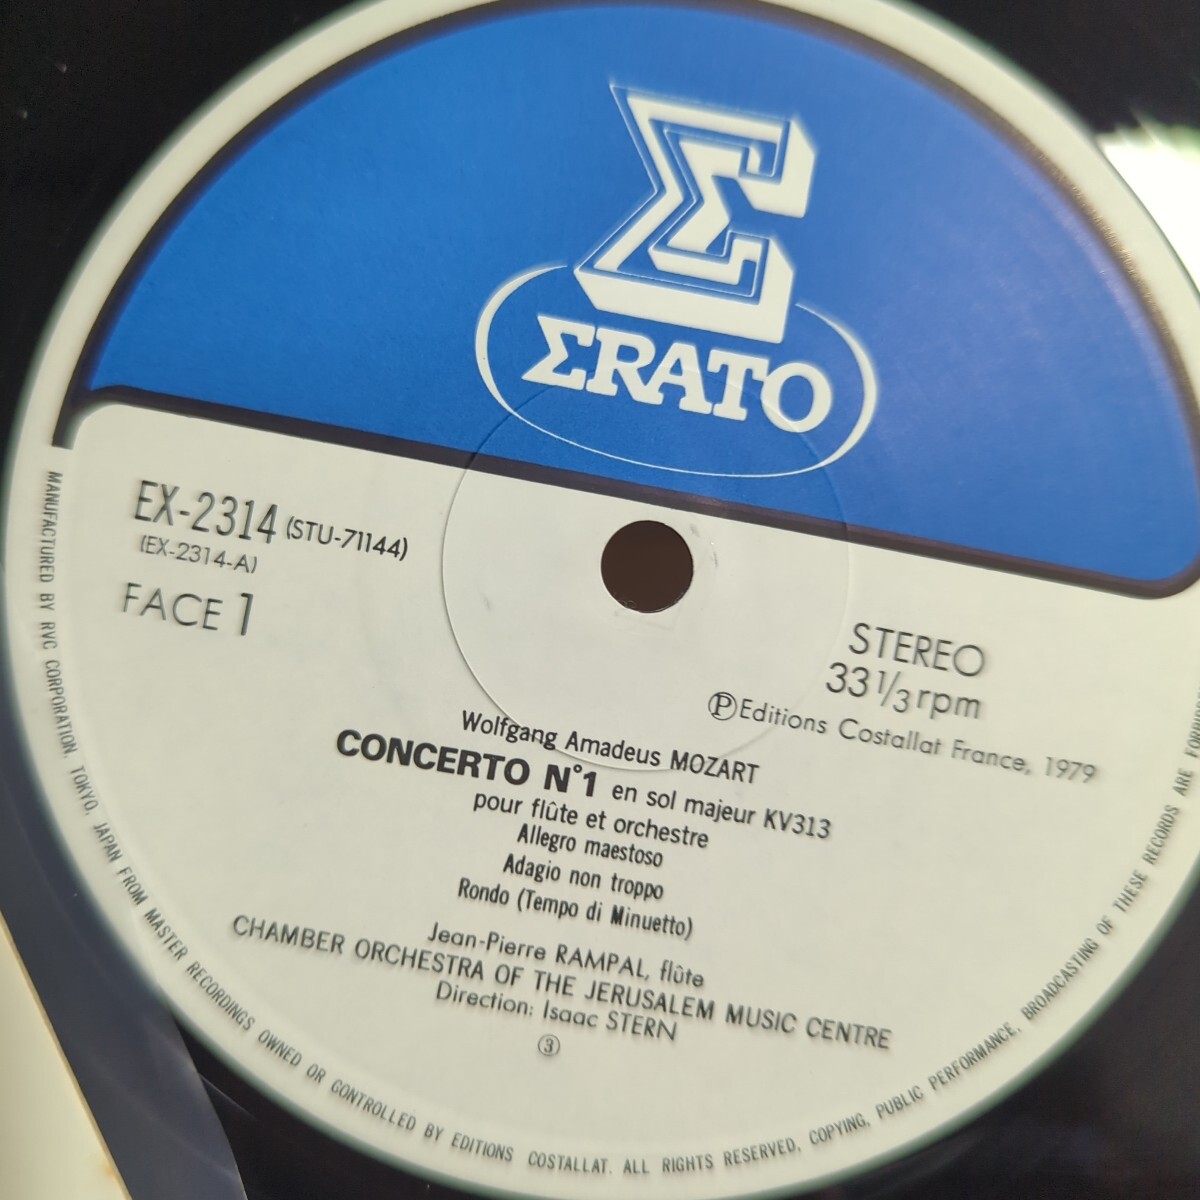 ΣRATO
EX-2314 (STU-71144)
(EX-2314-A)
FACE 1
STEREO
33 1/3 rpm
Ⓟ Editions Costallat France, 1979
Wolfgang Amadeus MOZART
CONCERTO N°1 en sol majeur KV313
pour flûte et orchestre
Allegro maestoso
Adagio non troppo
Rondo (Tempo di Minuetto)
Jean-Pierre RAMPAL, flûte
CHAMBER ORCHESTRA OF THE JERUSALEM MUSIC CENTRE
Direction: Isaac STERN
③
MANUFACTURED BY RVC CORPORATION, TOKYO, JAPAN FROM MASTER RECORDINGS OWNED OR CONTROLLED BY EDITIONS COSTALLAT. ALL RIGHTS RESERVED, COPYING, PUBLIC PERFORMANCE, BROADCASTING OF THESE RECORDS ARE